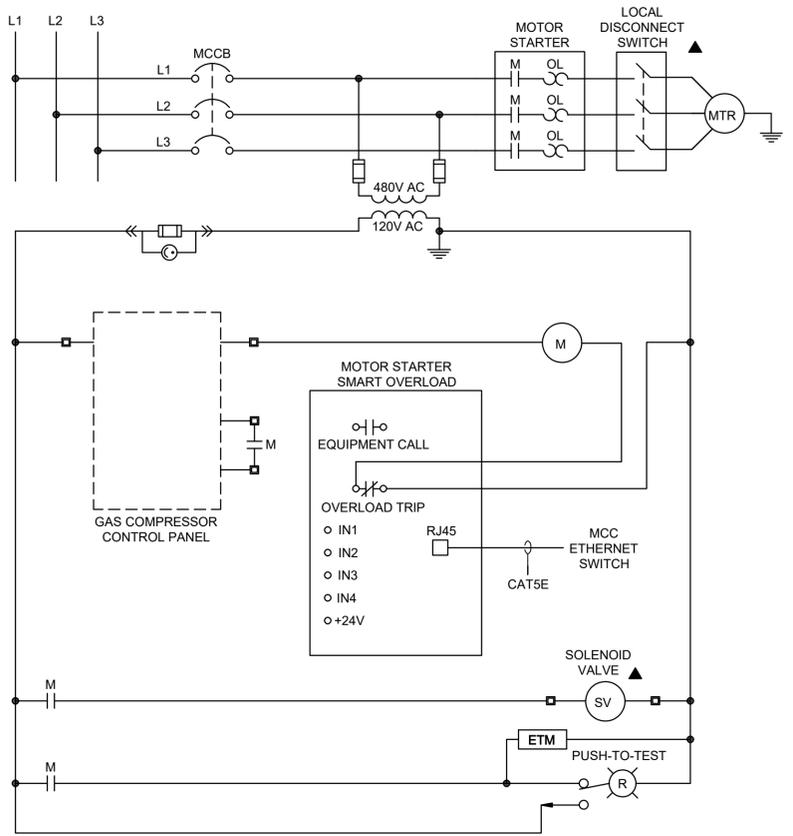 L1 L2 L3
MCCB
MOTOR
STARTER
LOCAL
DISCONNECT
SWITCH
L1
M OL
L2
M OL
MTR
L3
M OL
480V AC
120V AC
M
MOTOR STARTER
SMART OVERLOAD
EQUIPMENT CALL
M
OVERLOAD TRIP
GAS COMPRESSOR
CONTROL PANEL
IN1
IN2
IN3
IN4
+24V
RJ45
MCC
ETHERNET
SWITCH
CAT5E
SOLENOID
VALVE
M
SV
ETM
PUSH-TO-TEST
M
R